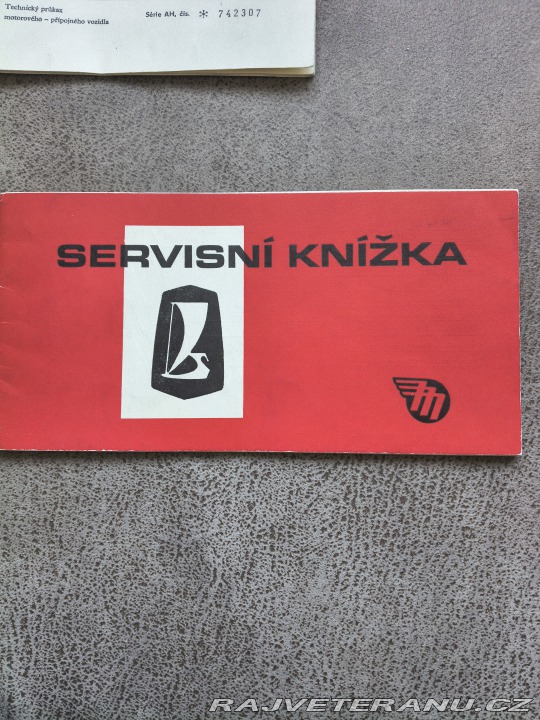 Technický průkaz
motorového – přípojného vozidla
Série AH, čís. * 742307
SERVISNÍ KNÍŽKA
RAJVETERANU.CZ